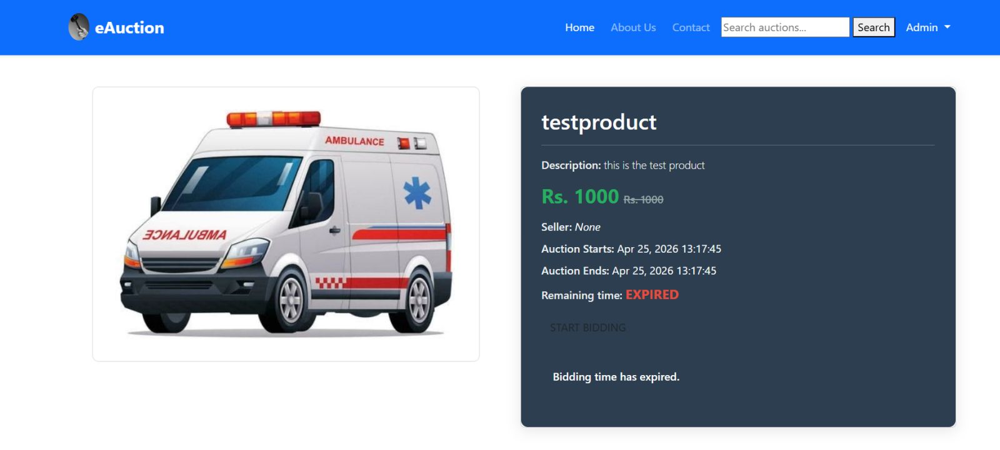 eAuction
Home About Us Contact Search auctions... Search Admin
AMBULANCE
AMBULANCE
testproduct
Description: this is the test product
Rs. 1000 Rs. 1000
Seller: None
Auction Starts: Apr 25, 2026 13:17:45
Auction Ends: Apr 25, 2026 13:17:45
Remaining time: EXPIRED
START BIDDING
Bidding time has expired.